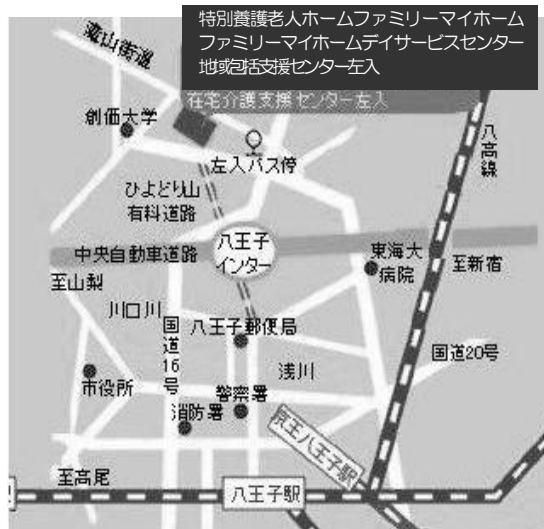 特別養護老人ホームファミリーマイホーム
ファミリーマイホームデイサービスセンター
地域包括支援センター左入
在宅介護支援センター左入
滝山街道
創価大学
左入バス停
八高線
ひよどり山
有料道路
八王子
インター
中央自動車道路
東海大
病院
至新宿
至山梨
川口川
国道16号
八王子郵便局
浅川
国道20号
市役所
警察署
消防署
京王八王子駅
至高尾
八王子駅